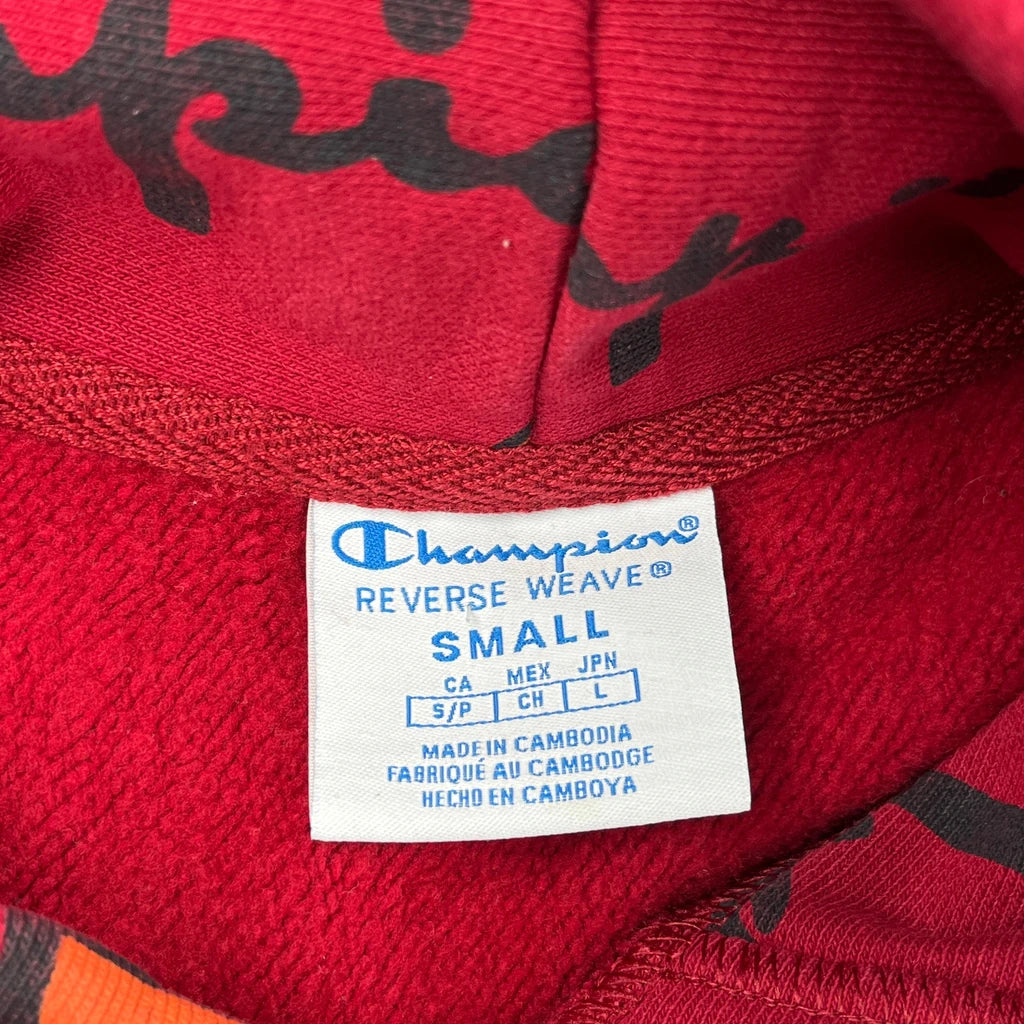 Champion®
REVERSE WEAVE®
SMALL
CA MEX JPN
S/P CH L
MADE IN CAMBODIA
FABRIQUÉ AU CAMBODGE
HECHO EN CAMBOYA